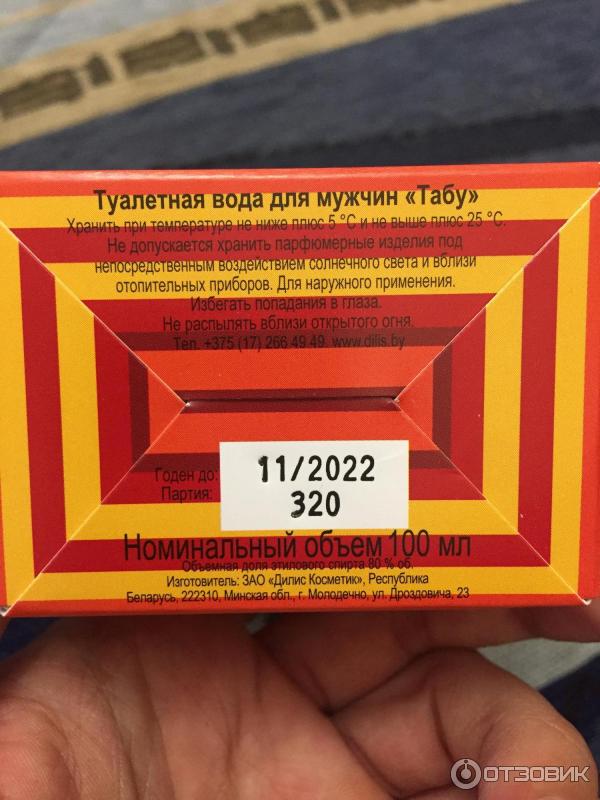 Туалетная вода для мужчин «Табу»
Хранить при температуре не ниже плюс 5 °С и не выше плюс 25 °С.
Не допускается хранить парфюмерные изделия под
непосредственным воздействием солнечного света и вблизи
отопительных приборов. Для наружного применения.
Избегать попадания в глаза.
Не распылять вблизи открытого огня.
Тел. +375 (17) 266 49 49. www.dilis.by
Годен до: 11/2022
Партия: 320
Номинальный объем 100 мл
Объемная доля этилового спирта 80 % об.
Изготовитель: ЗАО «Дилис Косметик», Республика
Беларусь, 222310, Минская обл., г. Молодечно, ул. Дроздовича, 23
ОТЗОВИК